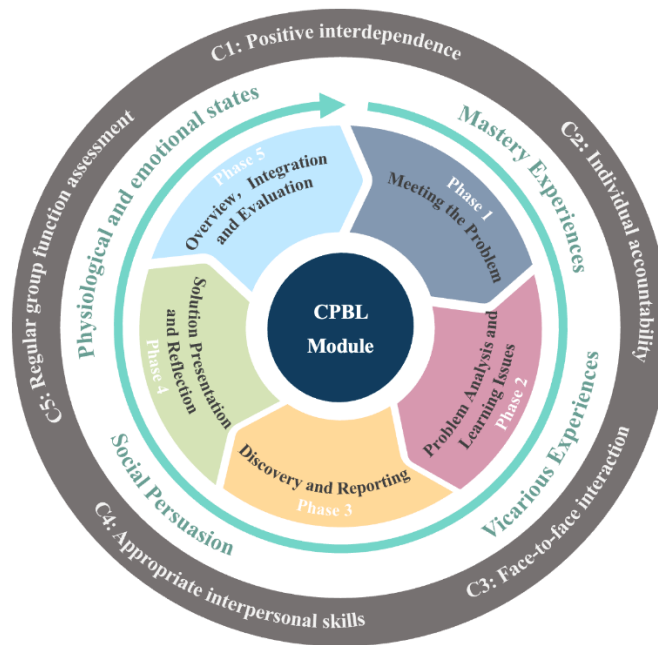 C1: Positive interdependence
C2: Individual accountability
C3: Face-to-face interaction
C4: Appropriate interpersonal skills
C5: Regular group function assessment
Mastery Experiences
Vicarious Experiences
Social Persuasion
Physiological and emotional states
Phase 1
Meeting the Problem
Problem Analysis and
Learning Issues
Phase 2
Discovery and Reporting
Phase 3
Solution Presentation
and Reflection
Phase 4
Phase 5
Overview, Integration
and Evaluation
CPBL
Module